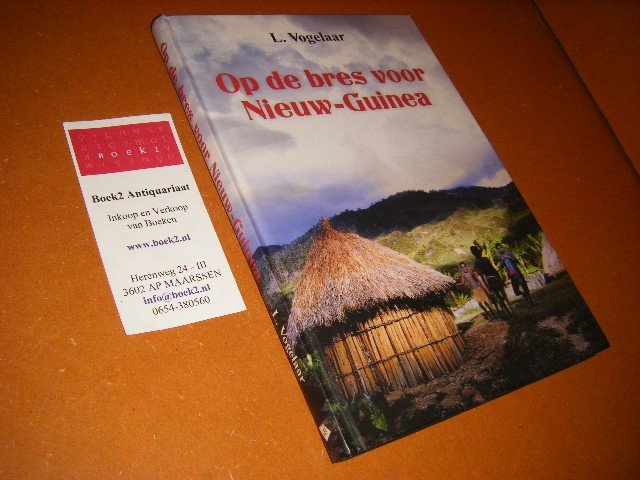 L. Vogelaar
Op de bres voor
Nieuw-Guinea
Op de bres voor Nieuw-Guinea
L. Vogelaar
BOEK2
Boek2 Antiquariaat
Inkoop en Verkoop
van Boeken
www.boek2.nl
Herenweg 24 - III
3602 AP MAARSSEN
info@boek2.nl
0654-380560